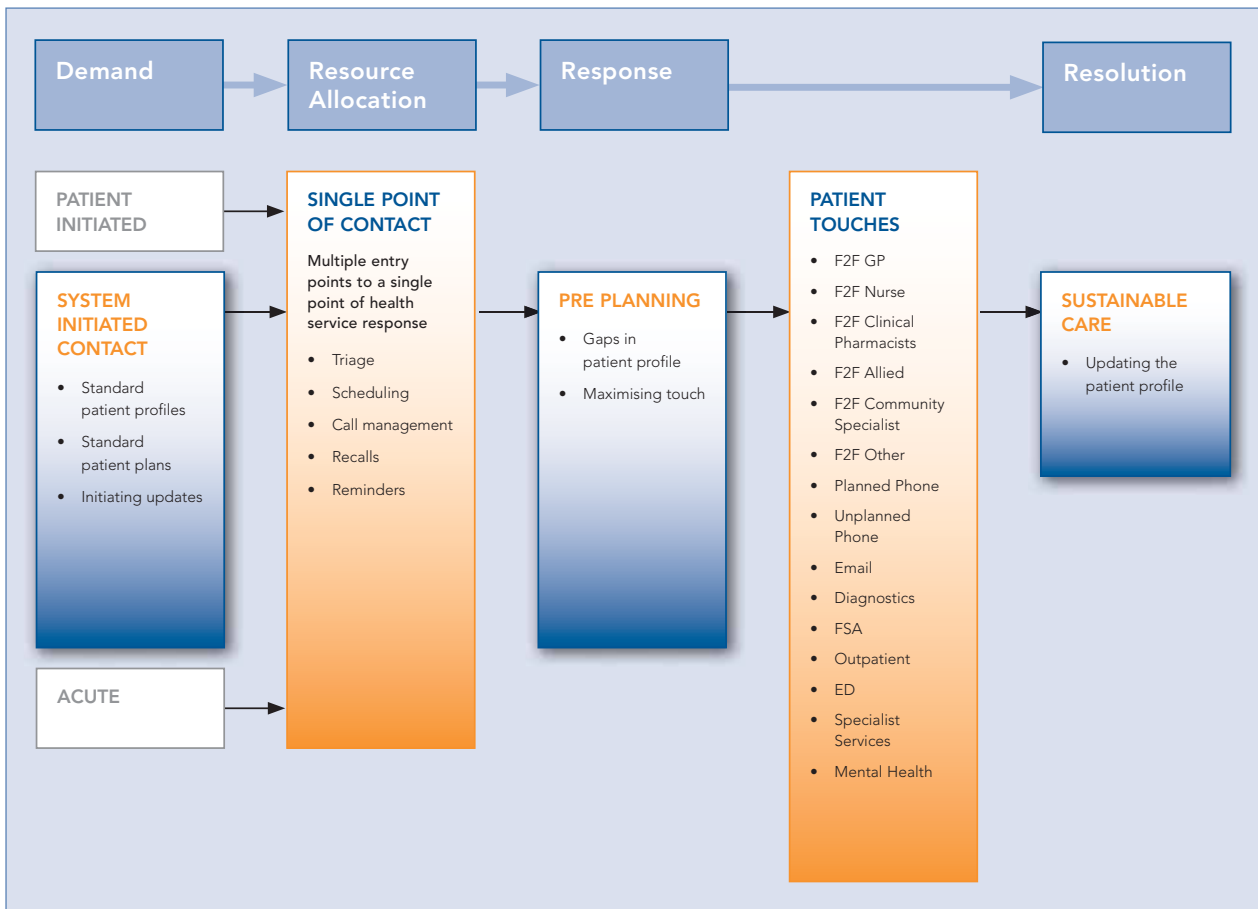 Demand
Resource
Allocation
Response
Resolution
PATIENT
INITIATED
SYSTEM
INITIATED
CONTACT
• Standard
patient profiles
• Standard
patient plans
• Initiating updates
ACUTE
SINGLE POINT
OF CONTACT
Multiple entry
points to a single
point of health
service response
• Triage
• Scheduling
• Call management
• Recalls
• Reminders
PRE PLANNING
• Gaps in
patient profile
• Maximising touch
PATIENT
TOUCHES
• F2F GP
• F2F Nurse
• F2F Clinical
Pharmacists
• F2F Allied
• F2F Community
Specialist
• F2F Other
• Planned Phone
• Unplanned
Phone
• Email
• Diagnostics
• FSA
• Outpatient
• ED
• Specialist
Services
• Mental Health
SUSTAINABLE
CARE
• Updating the
patient profile